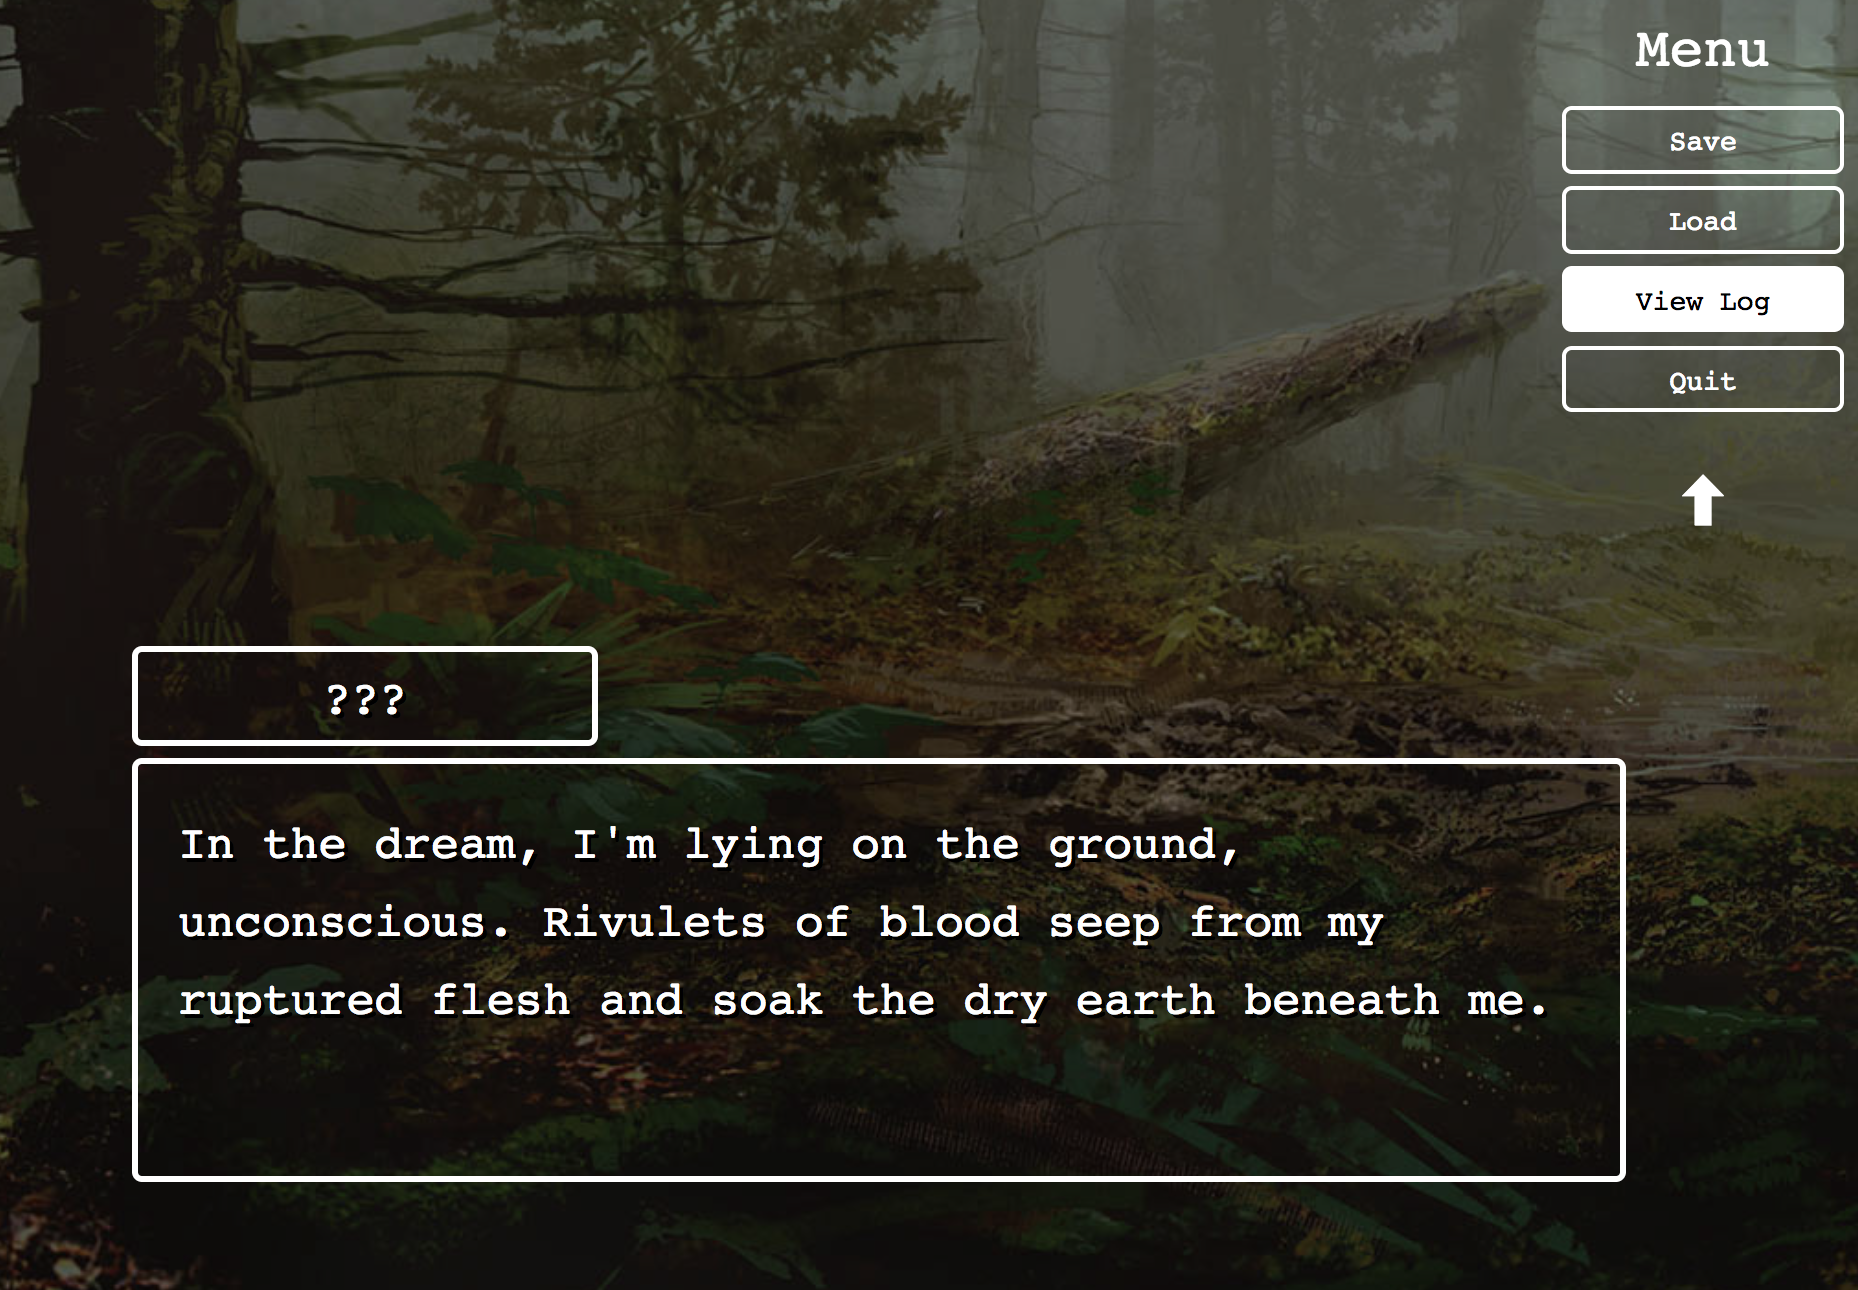 Menu
Save
Load
View Log
Quit
???
In the dream, I'm lying on the ground,
unconscious. Rivulets of blood seep from my
ruptured flesh and soak the dry earth beneath me.